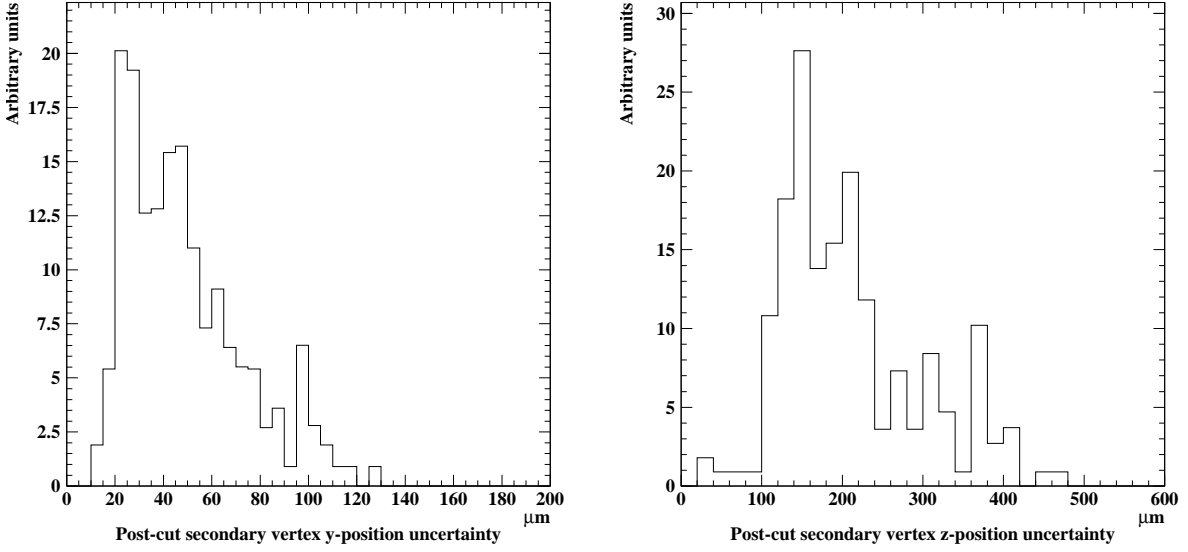 Arbitrary units
20
17.5
15
12.5
10
7.5
5
2.5
0
0 20 40 60 80 100 120 140 160 180 200
μm
Post-cut secondary vertex y-position uncertainty
Arbitrary units
30
25
20
15
10
5
0
0 100 200 300 400 500 600
μm
Post-cut secondary vertex z-position uncertainty